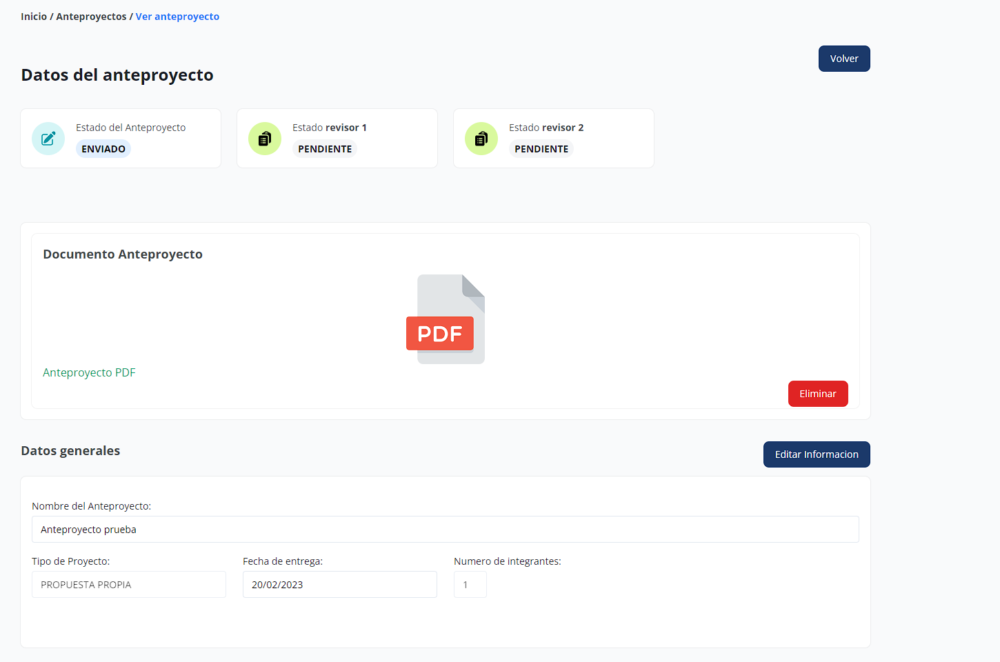 Inicio / Anteproyectos / Ver anteproyecto
Volver
Datos del anteproyecto
Estado del Anteproyecto
ENVIADO
Estado revisor 1
PENDIENTE
Estado revisor 2
PENDIENTE
Documento Anteproyecto
PDF
Anteproyecto PDF
Eliminar
Datos generales
Editar Informacion
Nombre del Anteproyecto:
Anteproyecto prueba
Tipo de Proyecto:
PROPUESTA PROPIA
Fecha de entrega:
20/02/2023
Numero de integrantes:
1